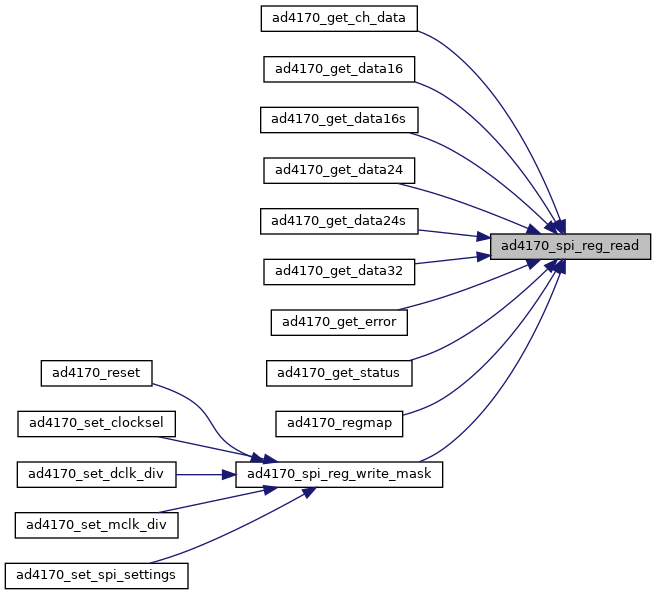 ad4170_get_ch_data
ad4170_get_data16
ad4170_get_data16s
ad4170_get_data24
ad4170_get_data24s
ad4170_spi_reg_read
ad4170_get_data32
ad4170_get_error
ad4170_get_status
ad4170_reset
ad4170_regmap
ad4170_set_clocksel
ad4170_set_dclk_div
ad4170_spi_reg_write_mask
ad4170_set_mclk_div
ad4170_set_spi_settings